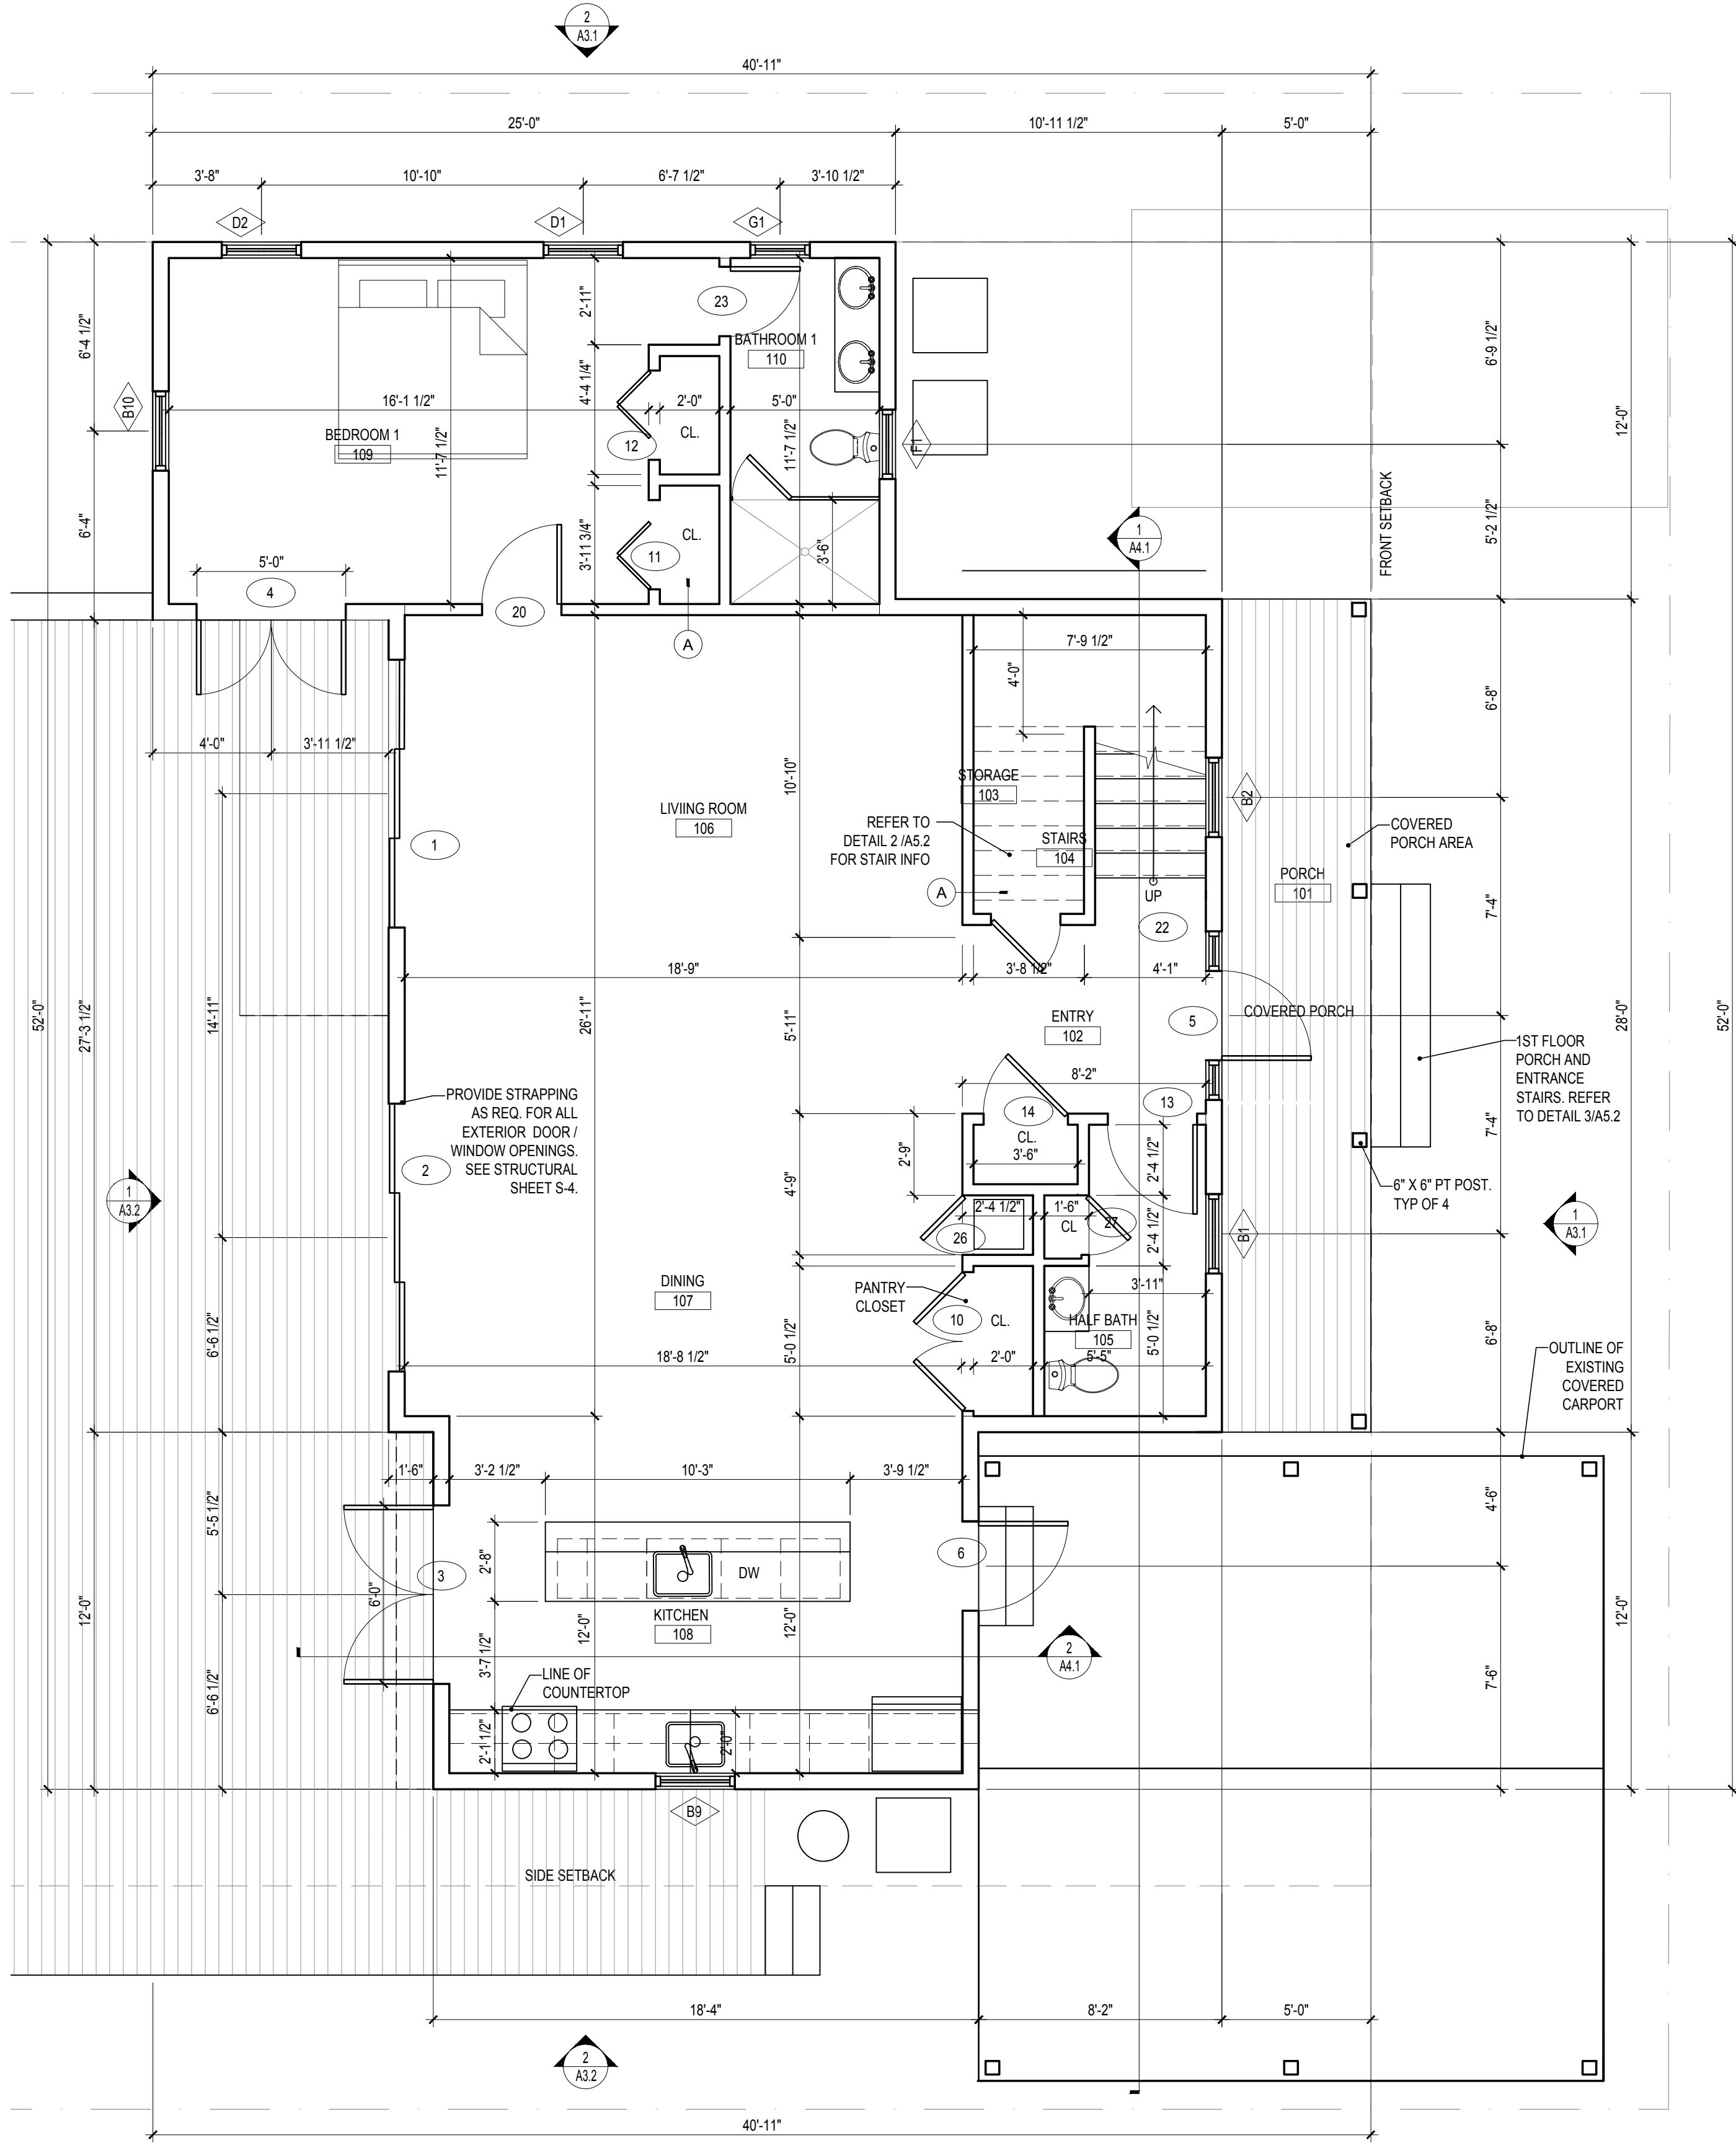 2
A3.1
40'-11"
25'-0"
10'-11 1/2"
5'-0"
3'-8"
10'-10"
6'-7 1/2"
3'-10 1/2"
D2
D1
G1
23
2'-11"
6'-4 1/2"
6'-9 1/2"
BATHROOM 1
110
B10
4'-4 1/4"
16'-1 1/2"
2'-0"
5'-0"
12'-0"
BEDROOM 1
109
11'-7 1/2"
12
CL.
11'-7 1/2"
F1
6'-4"
FRONT SETBACK
5'-2 1/2"
1
A4.1
3'-11 3/4"
11
CL.
3'-6"
5'-0"
4
20
A
7'-9 1/2"
4'-0"
6'-8"
4'-0"
3'-11 1/2"
10'-10"
STORAGE
103
B2
LIVIING ROOM
106
1
REFER TO
DETAIL 2 /A5.2
FOR STAIR INFO
STAIRS
104
COVERED
PORCH AREA
PORCH
101
A
UP
22
7'-4"
18'-9"
3'-8 1/2"
4'-1"
52'-0"
27'-3 1/2"
14'-11"
26'-11"
5'-11"
ENTRY
102
5
COVERED PORCH
28'-0"
52'-0"
1ST FLOOR
PORCH AND
ENTRANCE
STAIRS. REFER
TO DETAIL 3/A5.2
8'-2"
PROVIDE STRAPPING
AS REQ. FOR ALL
EXTERIOR DOOR /
WINDOW OPENINGS.
SEE STRUCTURAL
SHEET S-4.
14
CL.
3'-6"
13
7'-4"
2'-9"
2'-4 1/2"
2
4'-9"
6" X 6" PT POST.
TYP OF 4
1
A3.2
2'-4 1/2"
1'-6"
CL
27
26
2'-4 1/2"
B1
1
A3.1
DINING
107
PANTRY
CLOSET
3'-11"
10
CL.
HALF BATH
105
6'-6 1/2"
5'-0 1/2"
5'-0 1/2"
6'-8"
18'-8 1/2"
2'-0"
5'-5"
OUTLINE OF
EXISTING
COVERED
CARPORT
1'-6"
3'-2 1/2"
10'-3"
3'-9 1/2"
5'-5 1/2"
4'-6"
2'-8"
DW
6
3
6'-0"
12'-0"
KITCHEN
108
12'-0"
12'-0"
12'-0"
2
A4.1
3'-7 1/2"
LINE OF
COUNTERTOP
6'-6 1/2"
7'-6"
2'-1 1/2"
2'-0"
B9
SIDE SETBACK
18'-4"
8'-2"
5'-0"
2
A3.2
40'-11"